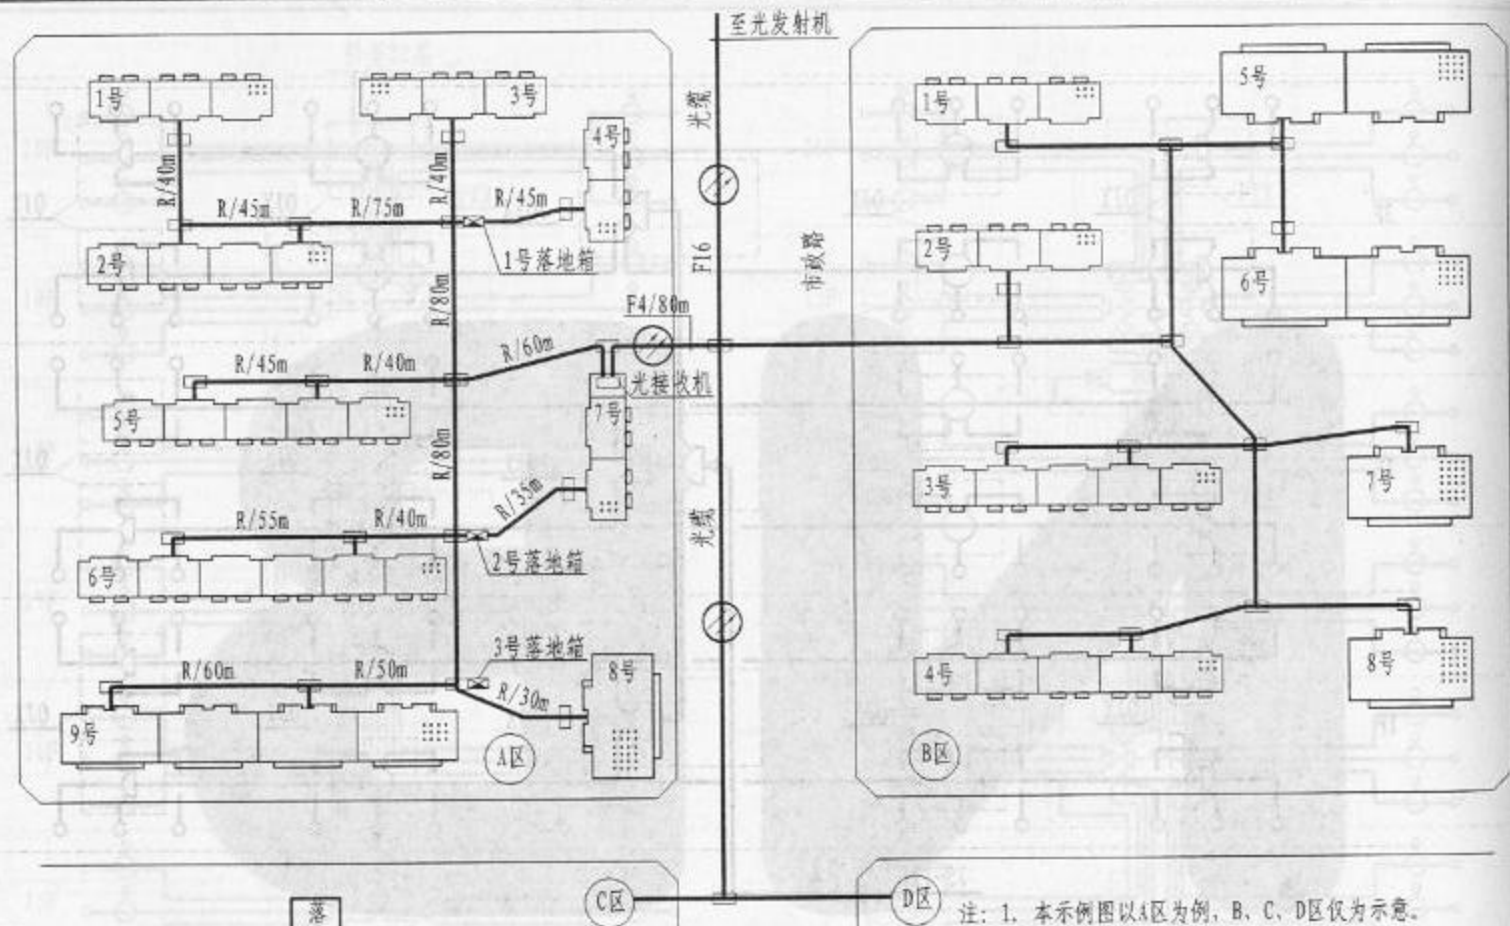 至光发射机
光缆
1号
3号
4号
R/40m
R/40m
R/45m
R/75m
R/45m
2号
1号落地箱
R/80m
F16
市政路
F4/80m
R/45m
R/40m
R/60m
光接收机
5号
7号
R/80m
R/35m
R/55m
R/40m
光缆
2号落地箱
6号
3号落地箱
R/60m
R/50m
R/30m
8号
9号
A区
1号
5号
2号
6号
3号
7号
4号
8号
B区
C区
D区
落
注: 1. 本示例图以A区为例, B、C、D区仅为示意。